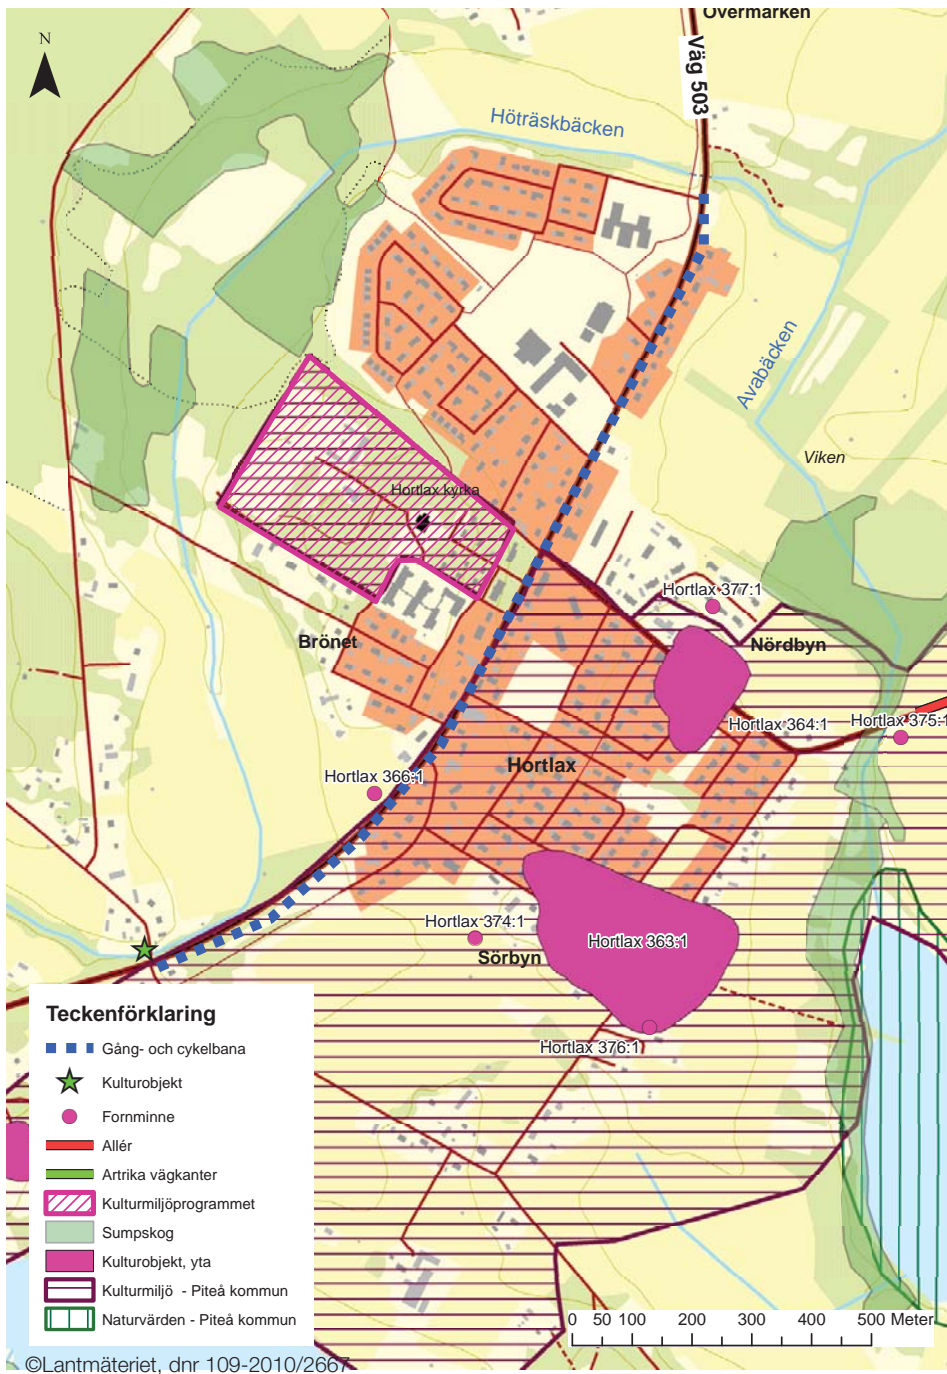 Övermarken
N
Väg 503
Höträskbäcken
Avabäcken
Viken
Hortlax kyrka
Hortlax 377:1
Brönet
Nördbyn
Hortlax 364:1
Hortlax 375:1
Hortlax
Hortlax 366:1
Hortlax 374:1
Hortlax 363:1
Sörbyn
Hortlax 376:1
Teckenförklaring
Gång- och cykelbana
Kulturobjekt
Fornminne
Allér
Artrika vägkanter
Kulturmiljöprogrammet
Sumpskog
Kulturobjekt, yta
Kulturmiljö - Piteå kommun
Naturvärden - Piteå kommun
0 50 100 200 300 400 500 Meter
©Lantmäteriet, dnr 109-2010/2667